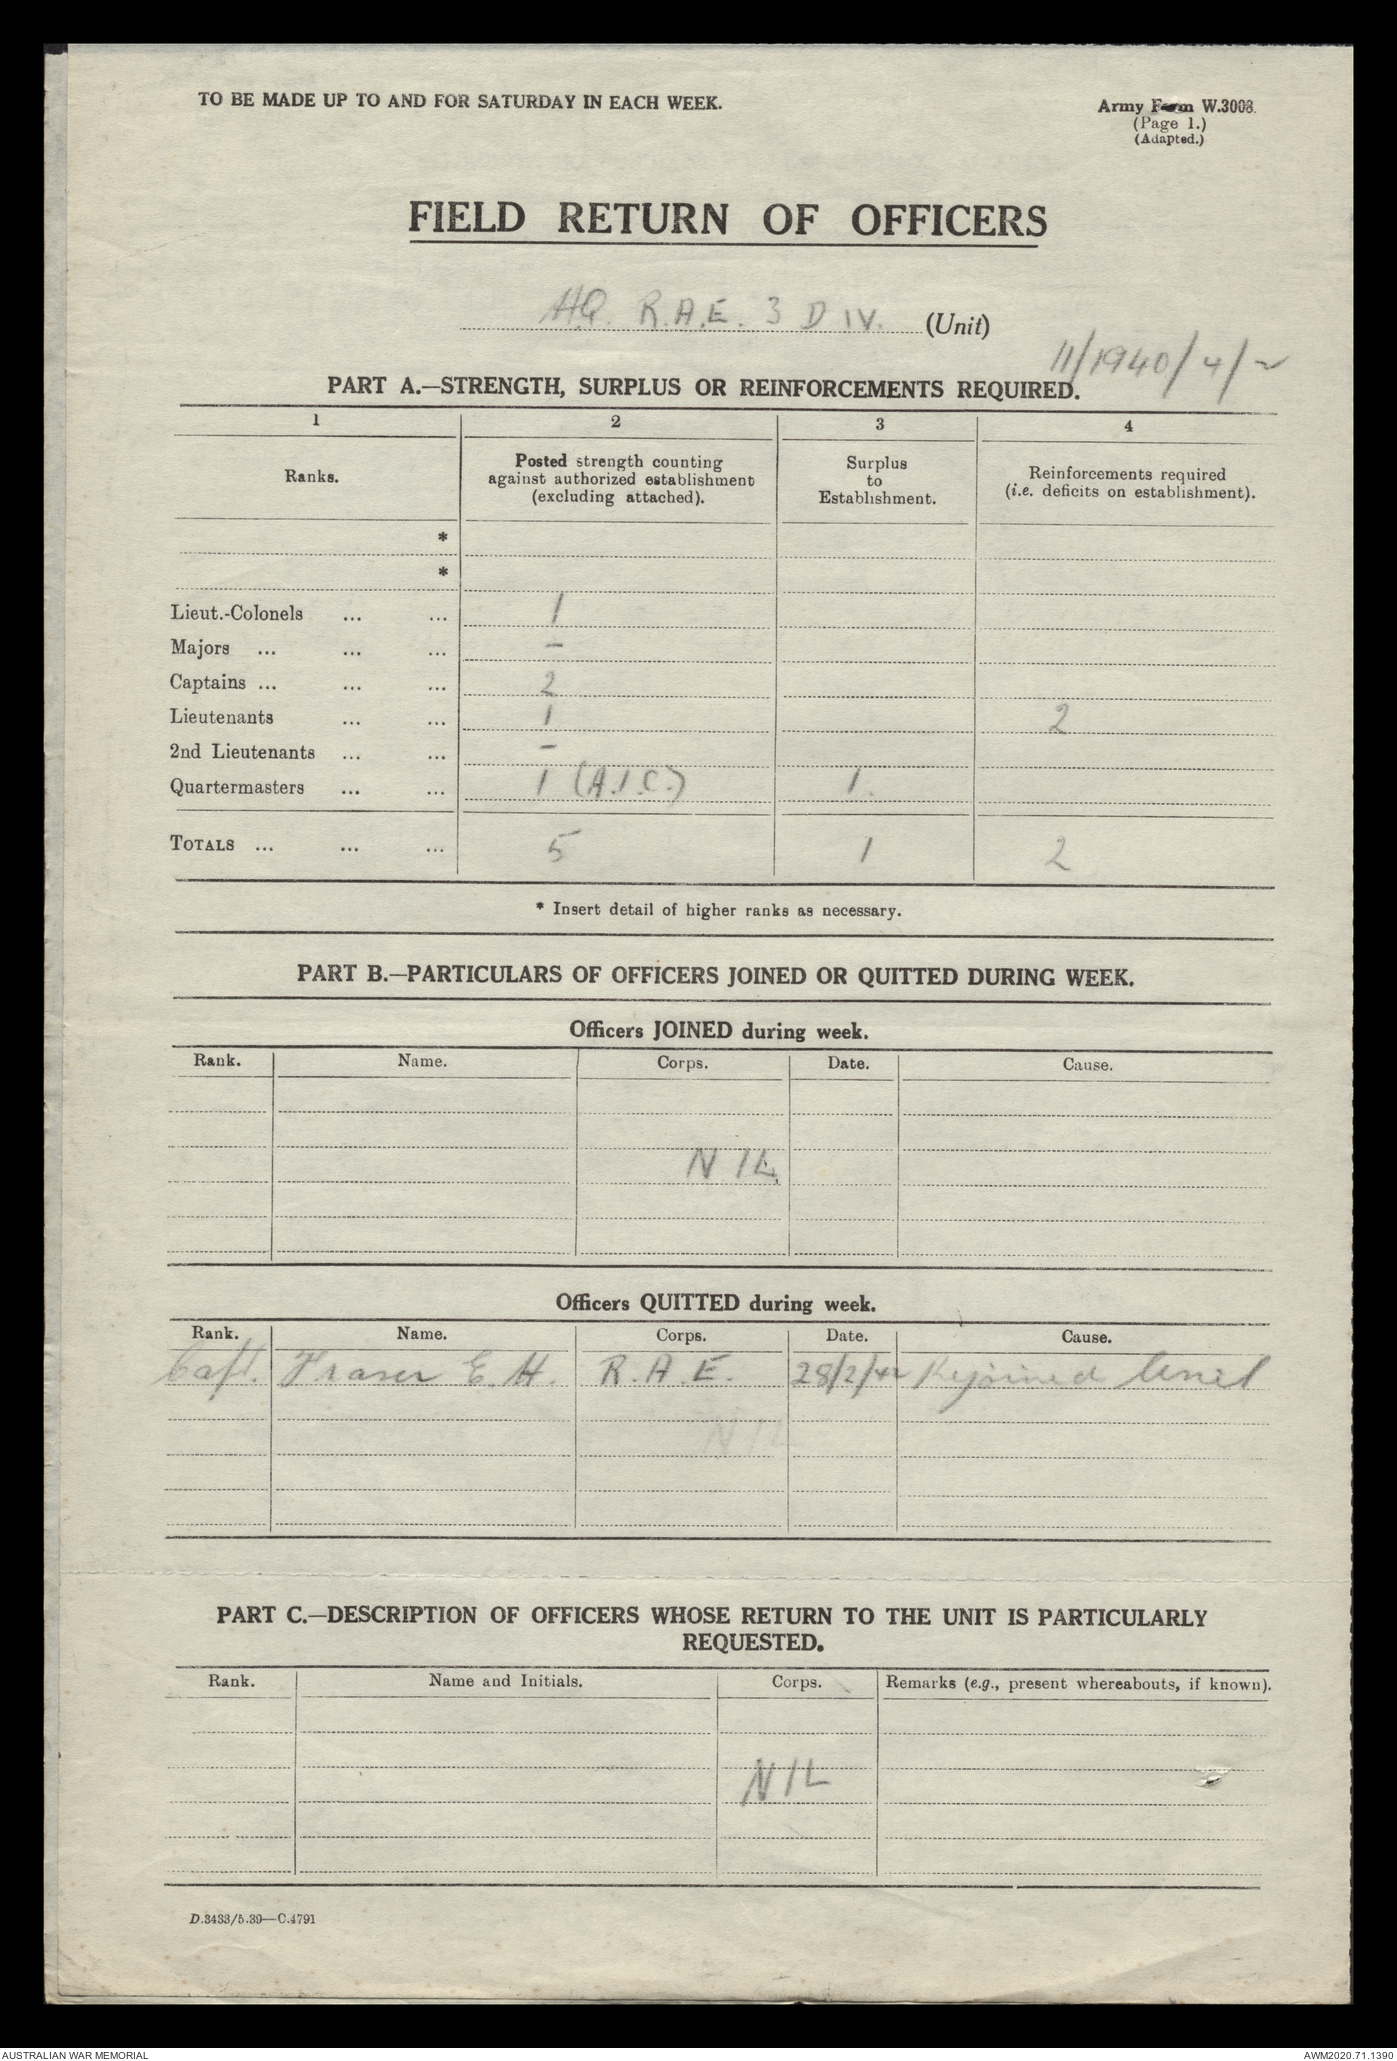 TO BE MADE UP TO AND FOR SATURDAY IN EACH WEEK.
Army Form W.3008.
(Page 1.)
(Adapted.)
FIELD RETURN OF OFFICERS
HQ. R.A.E. 3 DIV. (Unit)
11/1940/4/~
PART A.—STRENGTH, SURPLUS OR REINFORCEMENTS REQUIRED.
1 2 3 4
Ranks. Posted strength counting against authorized establishment (excluding attached). Surplus to Establishment. Reinforcements required (i.e. deficits on establishment).
*
*
Lieut.-Colonels ... ... 1
Majors ... ... ... -
Captains ... ... ... 2
Lieutenants ... ... 1 2
2nd Lieutenants ... ... -
Quartermasters ... ... 1 (A.I.C.) 1.
TOTALS ... ... ... 5 1 2
* Insert detail of higher ranks as necessary.
PART B.—PARTICULARS OF OFFICERS JOINED OR QUITTED DURING WEEK.
Officers JOINED during week.
Rank. Name. Corps. Date. Cause.
NIL
Officers QUITTED during week.
Rank. Name. Corps. Date. Cause.
Capt. Fraser E.H. R.A.E. 28/2/42 Rejoined Unit
NIL
PART C.—DESCRIPTION OF OFFICERS WHOSE RETURN TO THE UNIT IS PARTICULARLY
REQUESTED.
Rank. Name and Initials. Corps. Remarks (e.g., present whereabouts, if known).
NIL
D.3433/5.39—C.4791
AUSTRALIAN WAR MEMORIAL AWM2020.71.1390